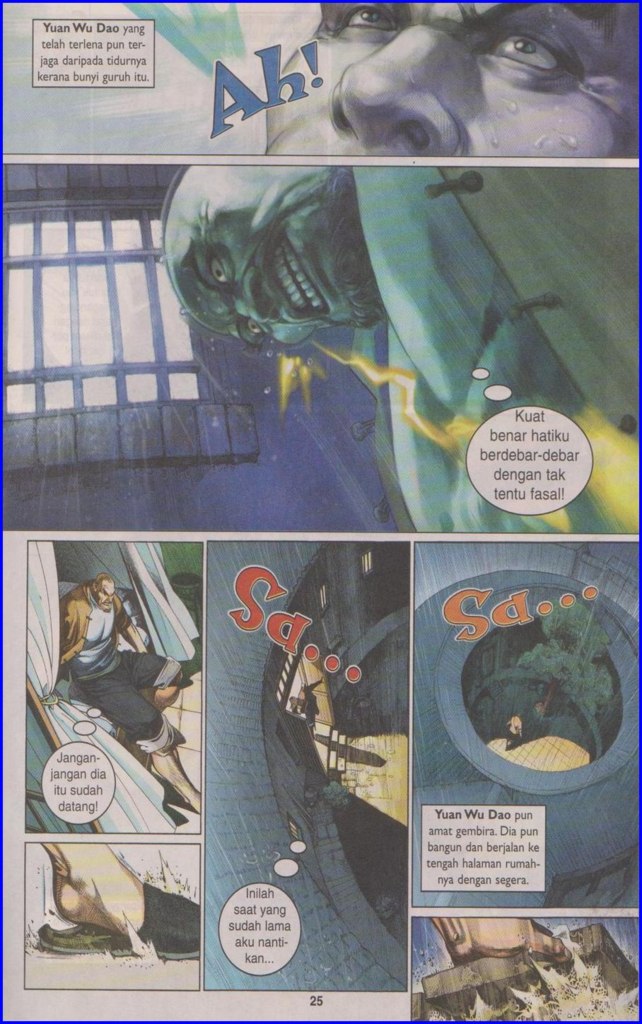 Yuan Wu Dao yang
telah terlena pun ter-
jaga daripada tidurnya
kerana bunyi guruh itu.
Ah!
Kuat
benar hatiku
berdebar-debar
dengan tak
tentu fasal!
Jangan-
jangan dia
itu sudah
datang!
Sa...
Inilah
saat yang
sudah lama
aku nanti-
kan...
Sa...
Yuan Wu Dao pun
amat gembira. Dia pun
bangun dan berjalan ke
tengah halaman rumah-
nya dengan segera.
25